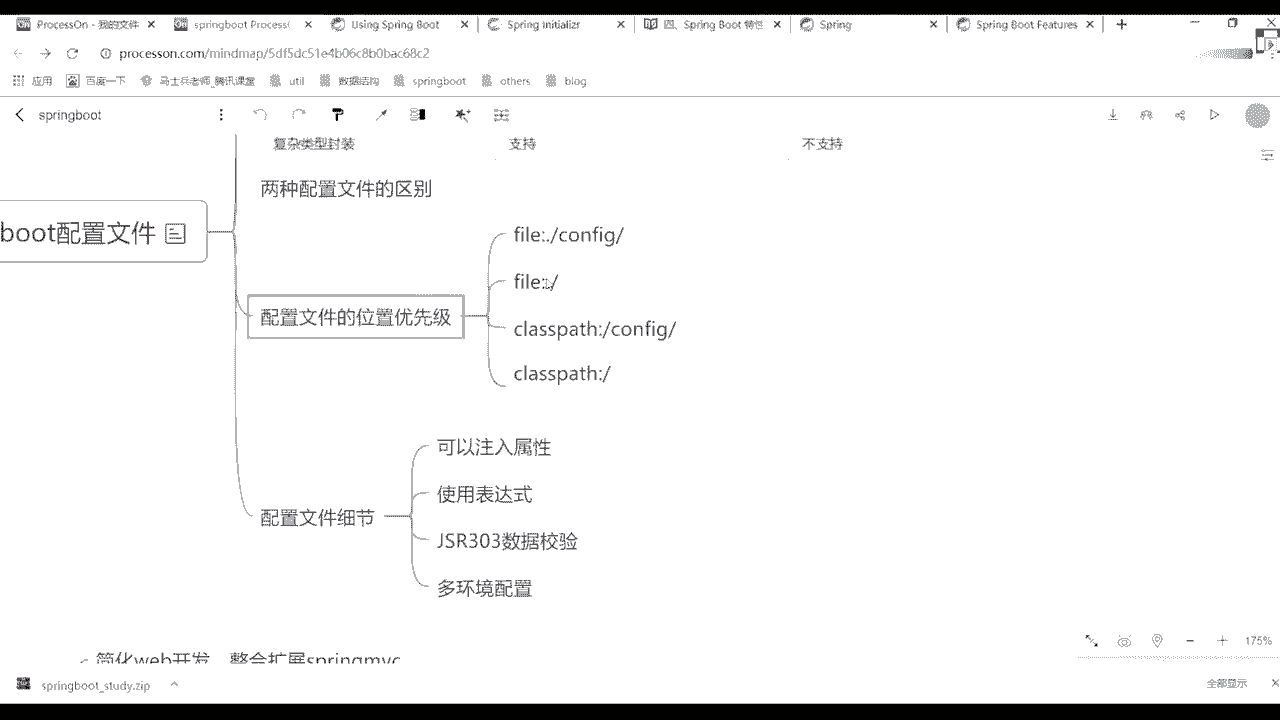 ProcessOn - 我的文件
springboot Process(
Using Spring Boot
Spring Initializr
四、Spring Boot 特性
Spring
Spring Boot Features
processon.com/mindmap/5df5dc51e4b06c8b0bac68c2
应用
百度一下
马士兵老师_腾讯课堂
util
数据结构
springboot
others
blog
springboot
复杂类型封装
支持
不支持
两种配置文件的区别
boot配置文件
file:./config/
file:/
配置文件的位置优先级
classpath:/config/
classpath:/
可以注入属性
使用表达式
配置文件细节
JSR303数据校验
多环境配置
175%
简化web开发，整合扩展springmvc
springboot_study.zip
全部显示